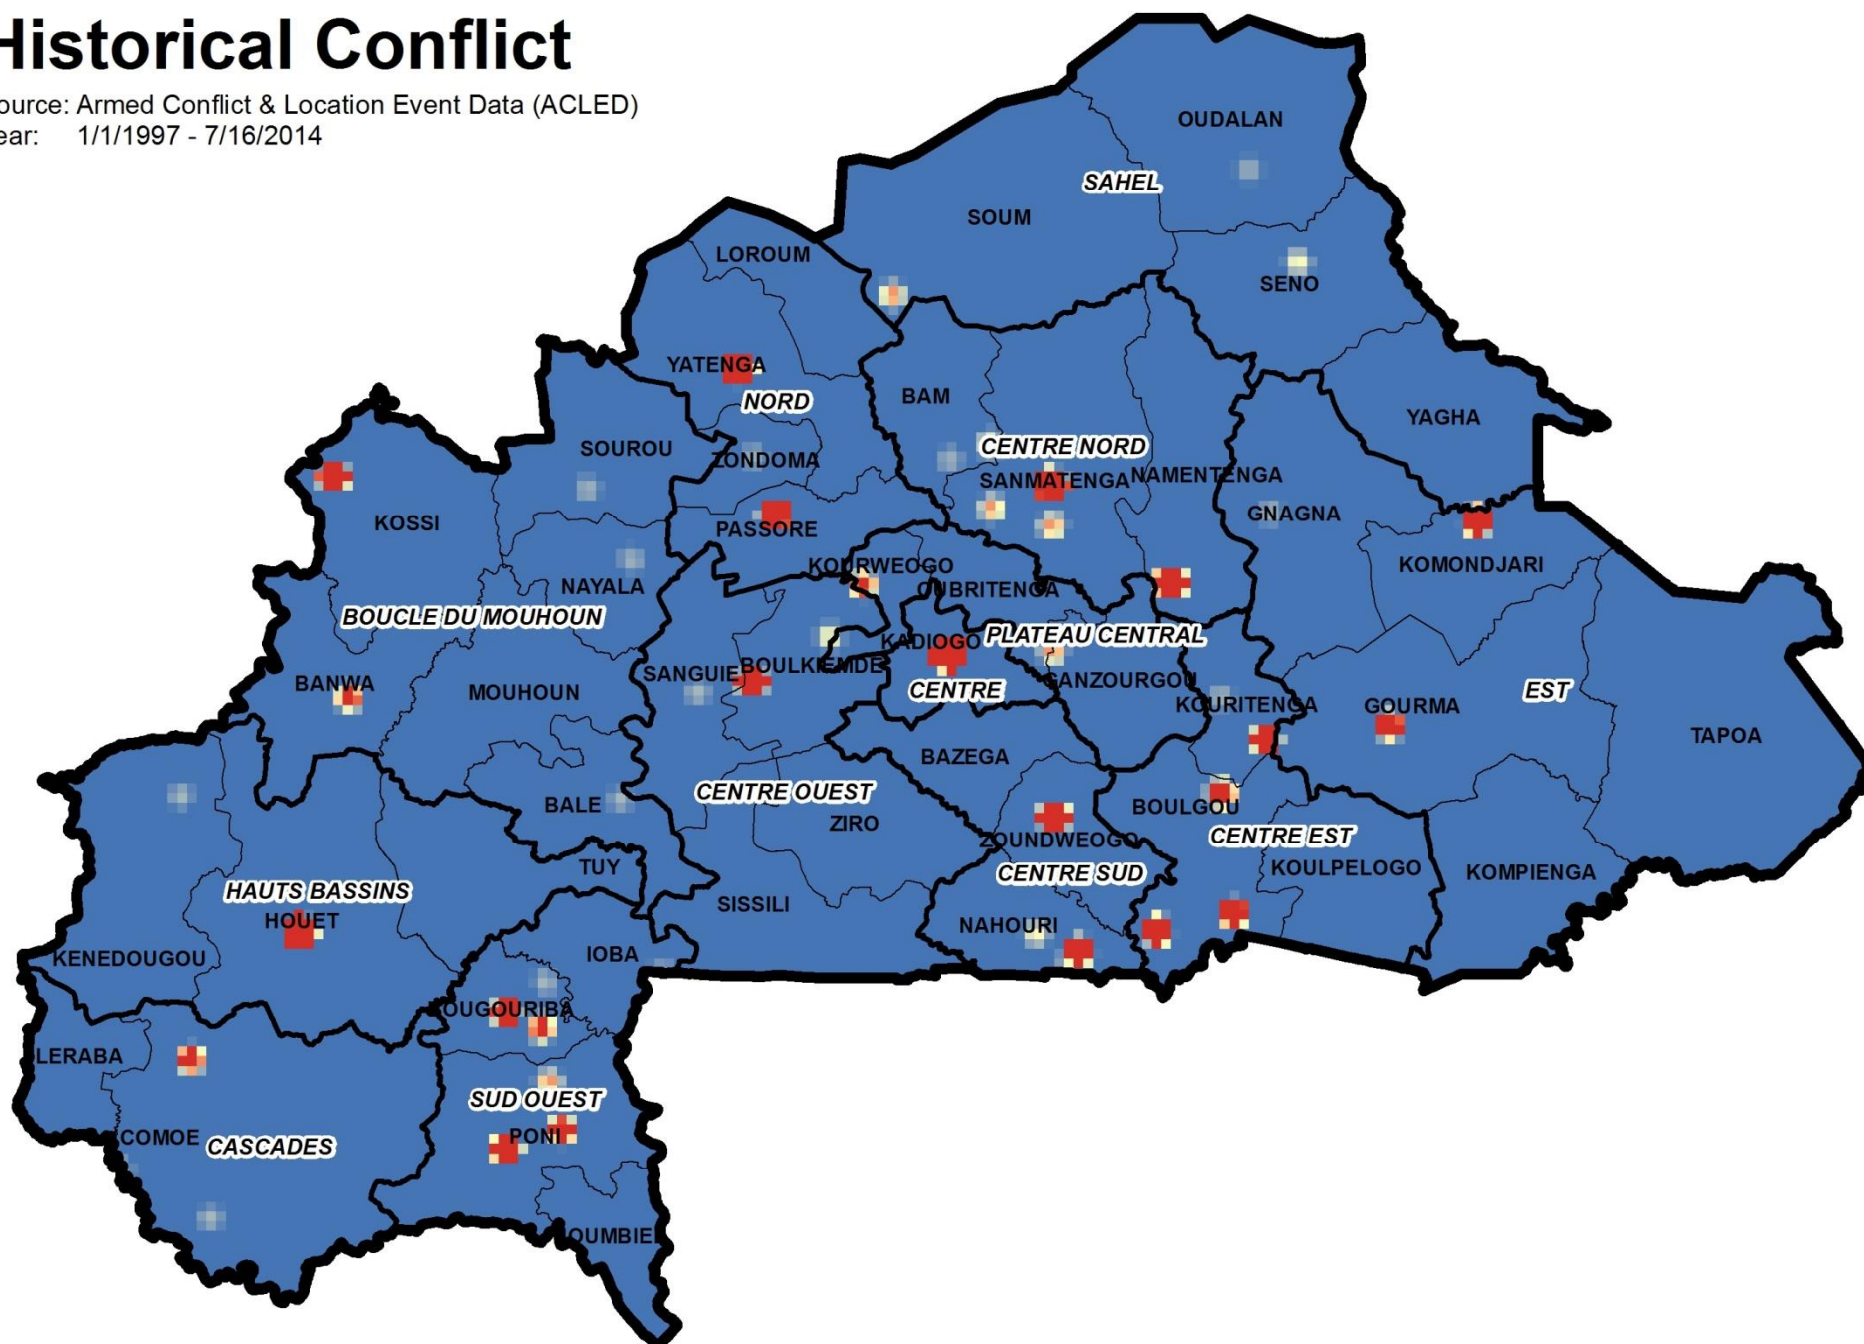 Historical Conflict
ource: Armed Conflict & Location Event Data (ACLED)
ear: 1/1/1997 - 7/16/2014
OUDALAN
SAHEL
SOUM
LOROUM
SENO
YATENGA
NORD
BAM
YAGHA
SOUROU
ZONDOMA
CENTRE NORD
SANMATENGA
NAMENTENGA
KOSSI
PASSORE
GNAGNA
KOMONDJARI
KOURWEOGO
NAYALA
OUBRITENGA
BOUCLE DU MOUHOUN
KADIOGO
PLATEAU CENTRAL
BANWA
MOUHOUN
SANGUIE
BOULKIEMDE
CENTRE
GANZOURGOU
KOURITENGA
GOURMA
EST
TAPOA
BAZEGA
CENTRE OUEST
BALE
ZIRO
BOULGOU
ZOUNDWEOGO
CENTRE EST
TUY
CENTRE SUD
KOULPELOGO
KOMPIENGA
HAUTS BASSINS
HOUET
SISSILI
NAHOURI
KENEDOUGOU
IOBA
BOUGOURIBA
LERABA
SUD OUEST
COMOE
CASCADES
PONI
OUMBIE